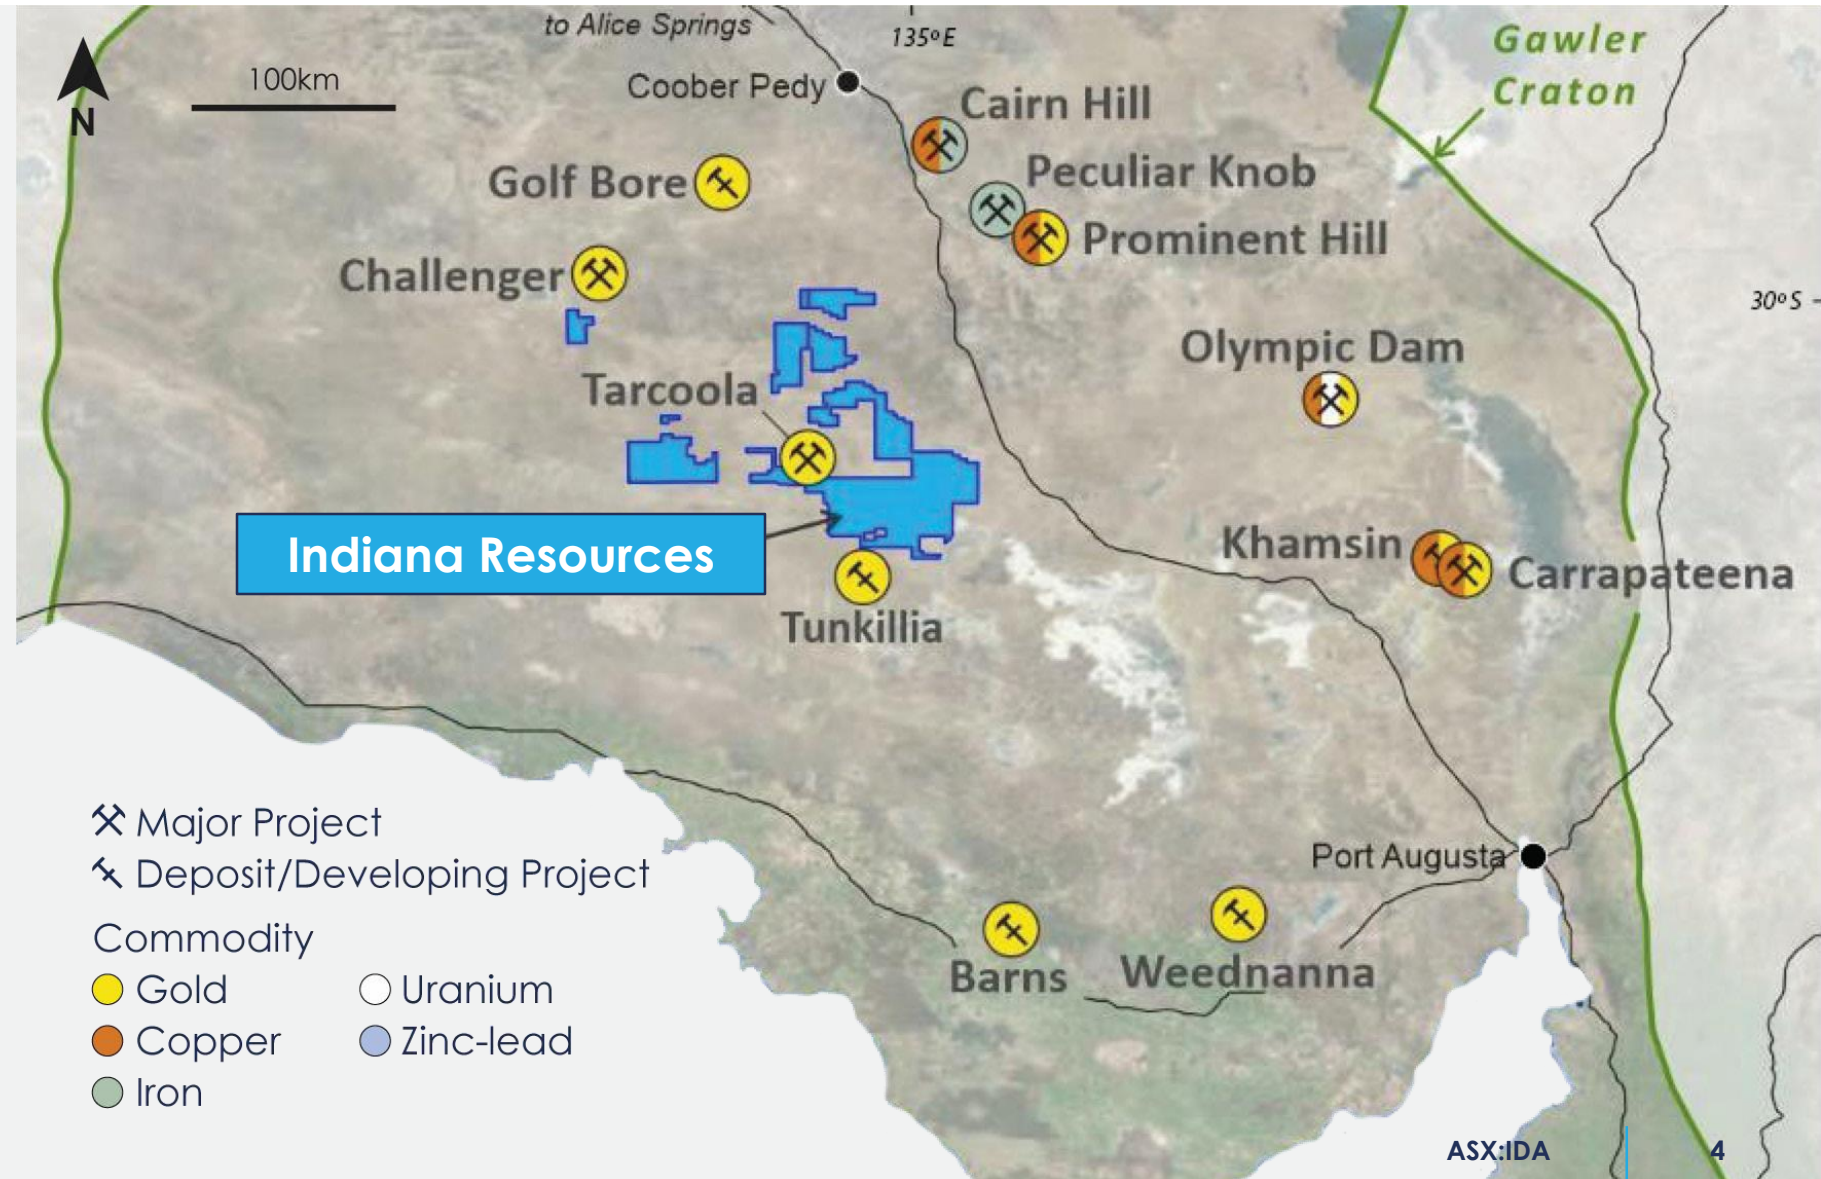 to Alice Springs
135ºE
Gawler
Craton
N
100km
Coober Pedy
Cairn Hill
Peculiar Knob
Golf Bore
Prominent Hill
Challenger
30ºS
Olympic Dam
Tarcoola
Indiana Resources
Khamsin
Carrapateena
Tunkillia
Major Project
Deposit/Developing Project
Port Augusta
Commodity
Barns
Weednanna
Gold
Uranium
Copper
Zinc-lead
Iron
ASX:IDA
4